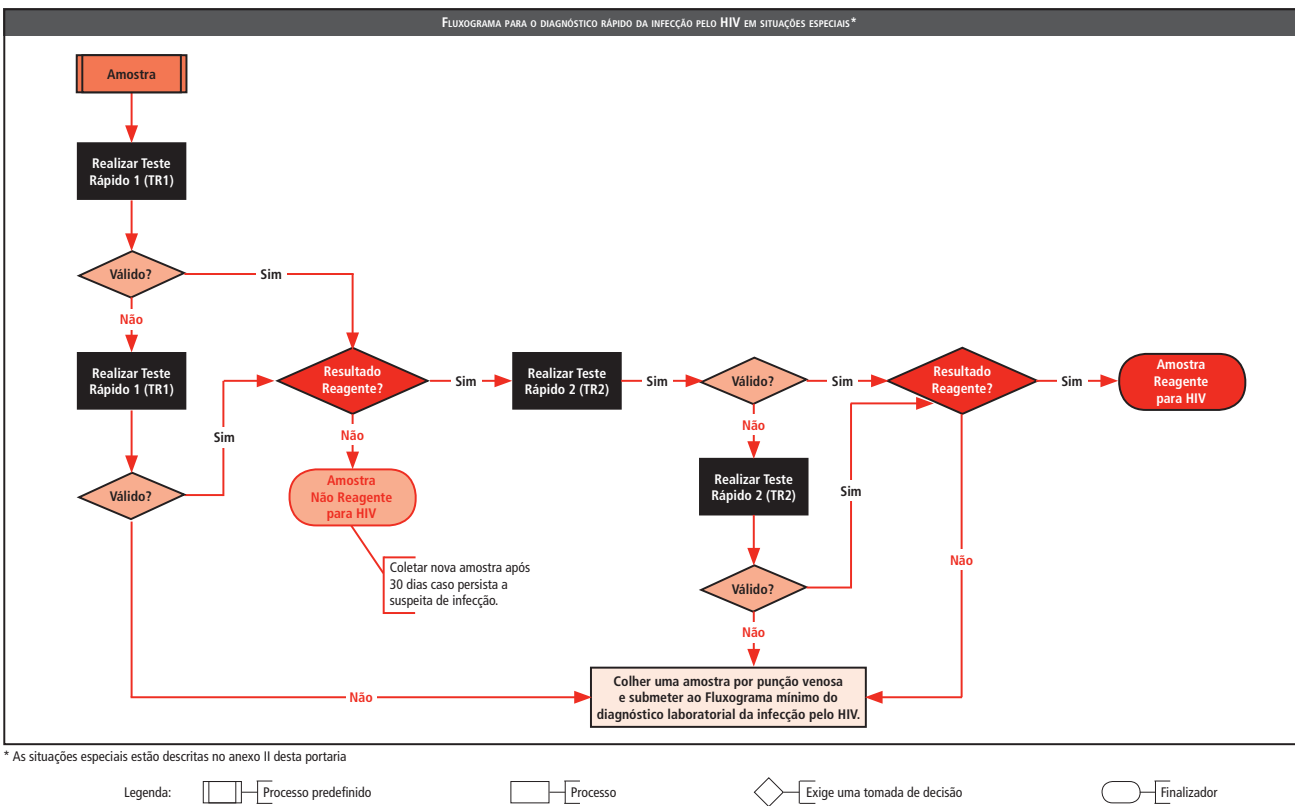 FLUXOGRAMA PARA O DIAGNÓSTICO RÁPIDO DA INFECÇÃO PELO HIV EM SITUAÇÕES ESPECIAIS*
Amostra
Realizar Teste
Rápido 1 (TR1)
Válido?
Sim
Não
Realizar Teste
Rápido 1 (TR1)
Válido?
Sim
Não
Resultado
Reagente?
Sim
Não
Amostra
Não Reagente
para HIV
Coletar nova amostra após
30 dias caso persista a
suspeita de infecção.
Realizar Teste
Rápido 2 (TR2)
Sim
Válido?
Sim
Não
Realizar Teste
Rápido 2 (TR2)
Válido?
Sim
Não
Resultado
Reagente?
Sim
Não
Amostra
Reagente
para HIV
Colher uma amostra por punção venosa
e submeter ao Fluxograma mínimo do
diagnóstico laboratorial da infecção pelo HIV.
* As situações especiais estão descritas no anexo II desta portaria
Legenda:
Processo predefinido
Processo
Exige uma tomada de decisão
Finalizador